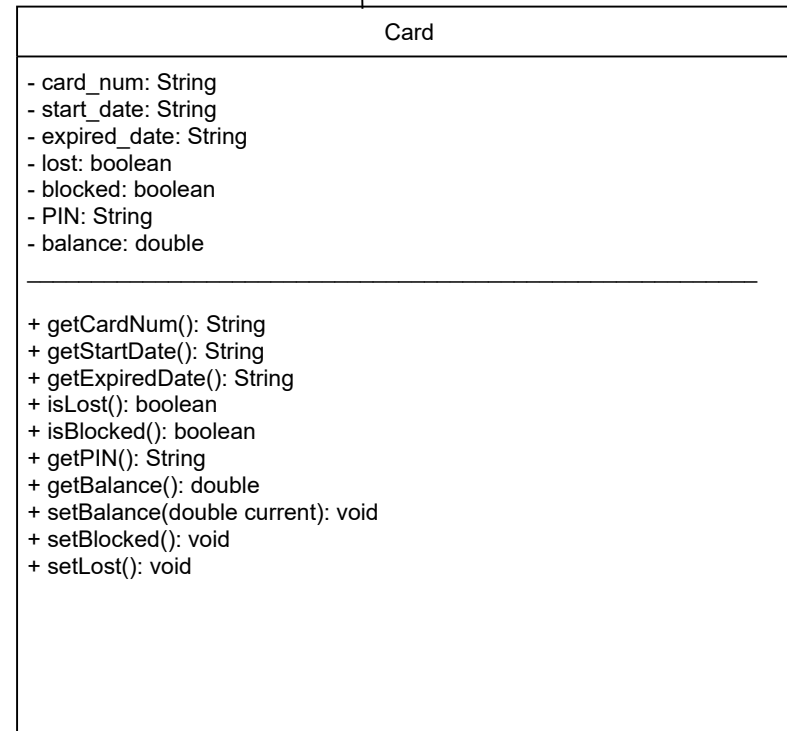 Card
- card_num: String
- start_date: String
- expired_date: String
- lost: boolean
- blocked: boolean
- PIN: String
- balance: double
+ getCardNum(): String
+ getStartDate(): String
+ getExpiredDate(): String
+ isLost(): boolean
+ isBlocked(): boolean
+ getPIN(): String
+ getBalance(): double
+ setBalance(double current): void
+ setBlocked(): void
+ setLost(): void